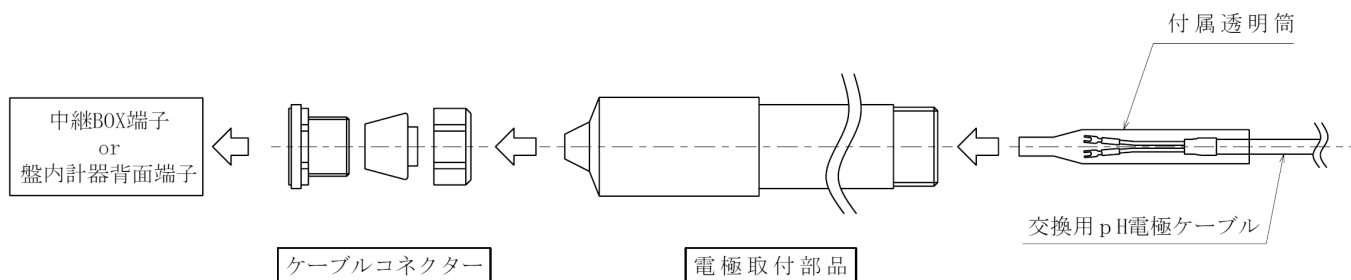 付属透明筒
中継BOX端子
or
盤内計器背面端子
交換用pH電極ケーブル
ケーブルコネクター
電極取付部品